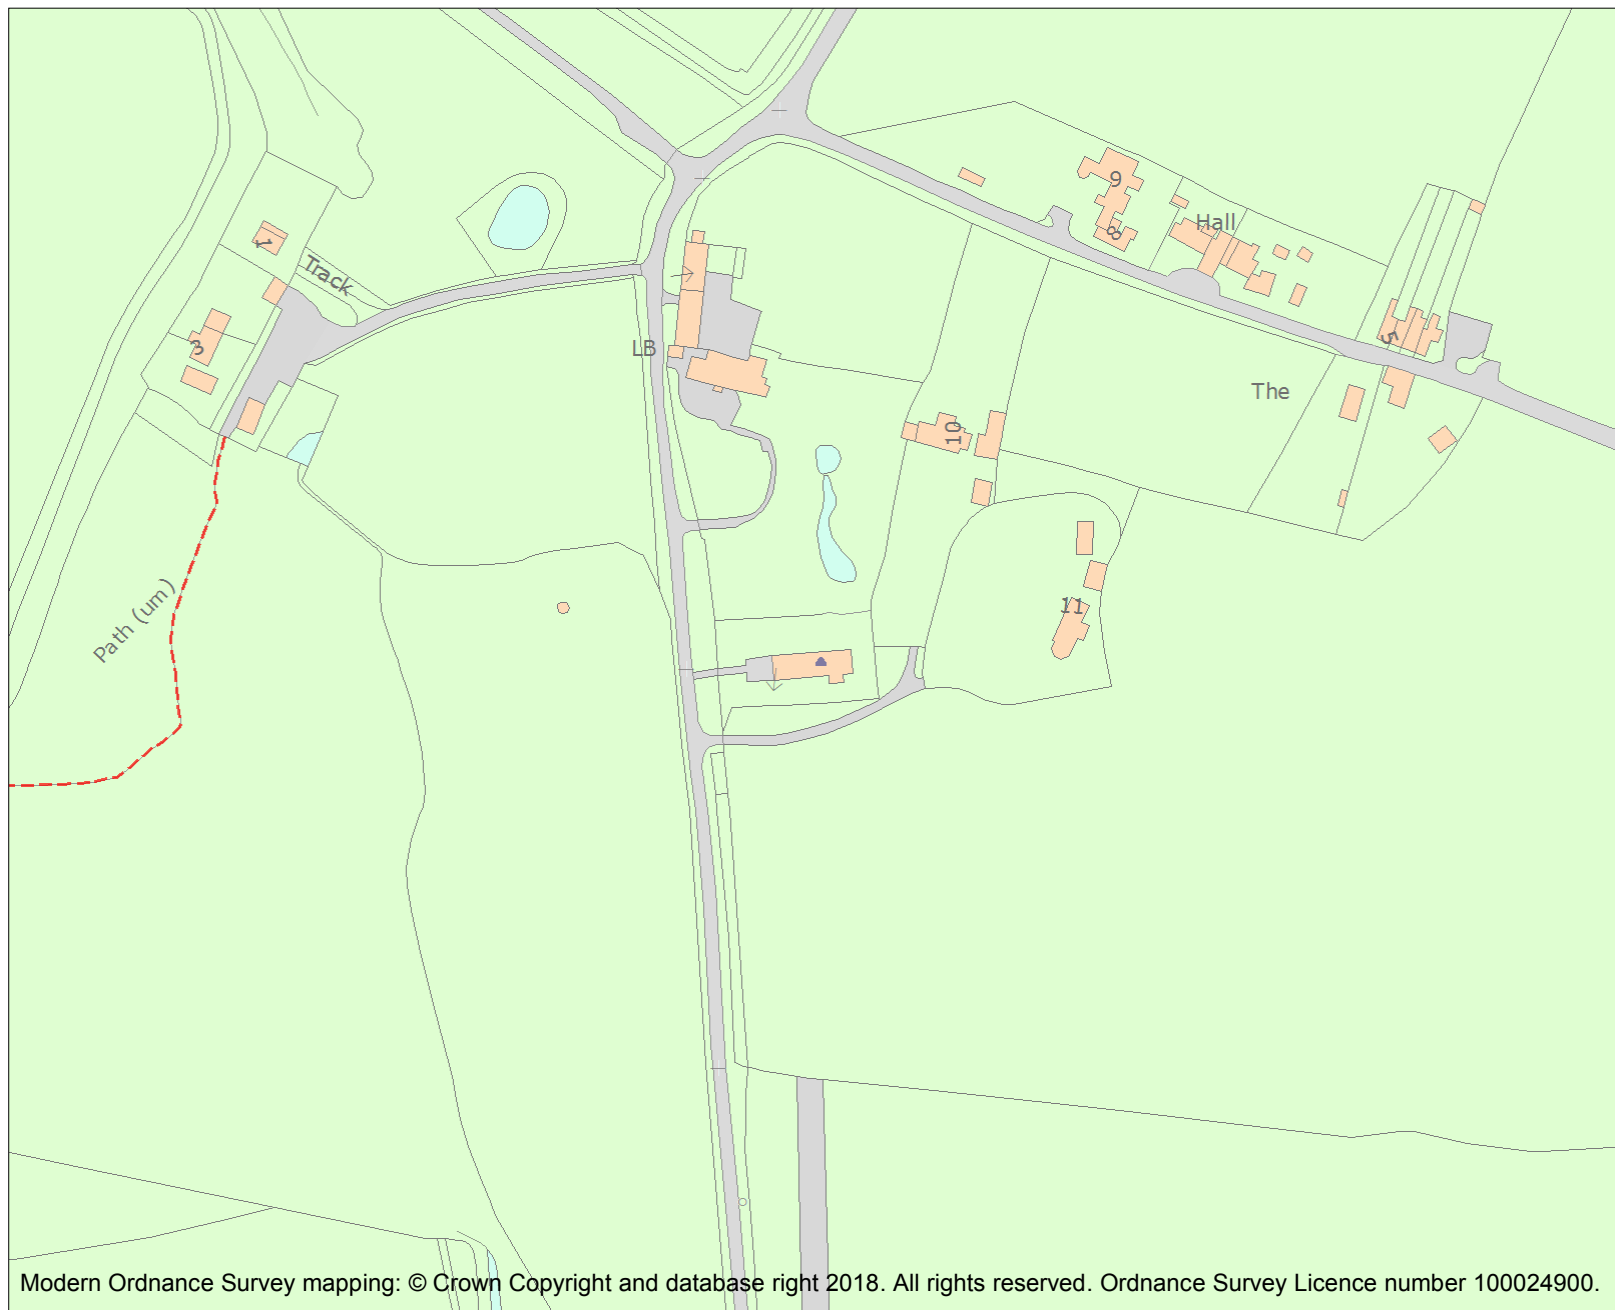 9
8
Hall
1
Track
3
LB
5
The
10
11
Path (um)
Modern Ordnance Survey mapping: © Crown Copyright and database right 2018. All rights reserved. Ordnance Survey Licence number 100024900.